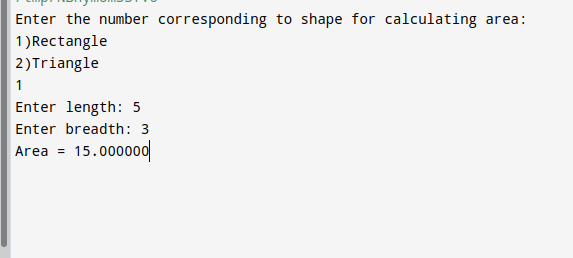 Enter the number corresponding to shape for calculating area:
1)Rectangle
2)Triangle
1
Enter length: 5
Enter breadth: 3
Area = 15.000000